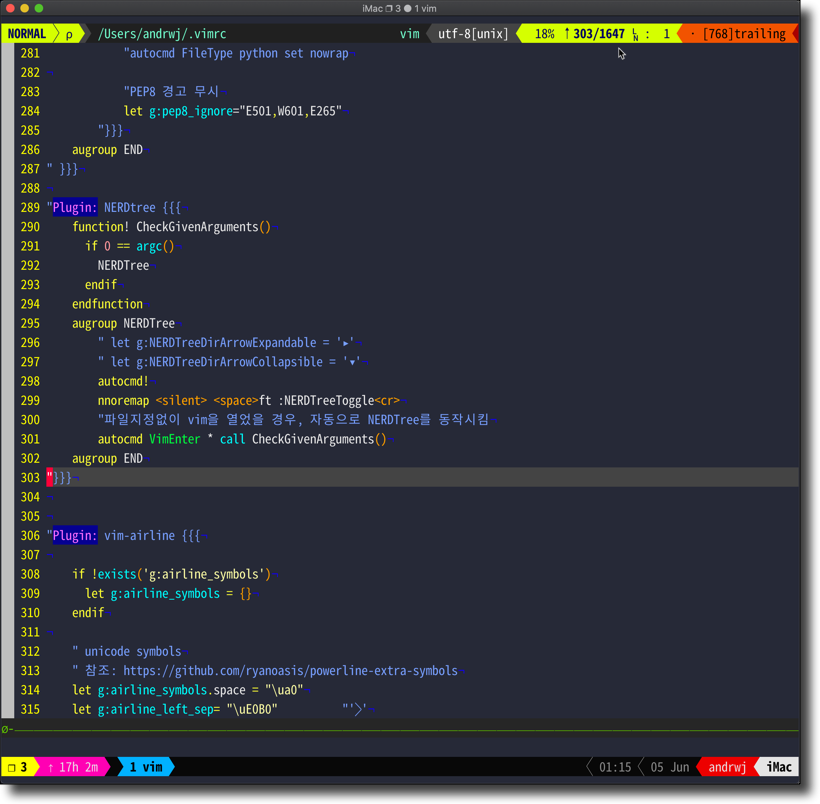 iMac ❐ 3 ● 1 vim
NORMAL ρ /Users/andrwj/.vimrc vim utf-8[unix] 18% ↑303/1647 ㏑ : 1 · [768]trailing
281 "autocmd FileType python set nowrap¬
282 ¬
283 "PEP8 경고 무시¬
284 let g:pep8_ignore="E501,W601,E265"¬
285 "}}}¬
286 augroup END¬
287 " }}}¬
288 ¬
289 "Plugin: NERDtree {{{¬
290 function! CheckGivenArguments()¬
291 if 0 == argc()¬
292 NERDTree¬
293 endif¬
294 endfunction¬
295 augroup NERDTree¬
296 " let g:NERDTreeDirArrowExpandable = '▸'¬
297 " let g:NERDTreeDirArrowCollapsible = '▾'¬
298 autocmd!¬
299 nnoremap <silent> <space>ft :NERDTreeToggle<cr>¬
300 "파일지정없이 vim을 열었을 경우, 자동으로 NERDTree를 동작시킴¬
301 autocmd VimEnter * call CheckGivenArguments()¬
302 augroup END¬
303 "}}}¬
304 ¬
305 ¬
306 "Plugin: vim-airline {{{¬
307 ¬
308 if !exists('g:airline_symbols')¬
309 let g:airline_symbols = {}¬
310 endif¬
311 ¬
312 " unicode symbols¬
313 " 참조: https://github.com/ryanoasis/powerline-extra-symbols¬
314 let g:airline_symbols.space = "\ua0"¬
315 let g:airline_left_sep= "\uE0B0" "'〉'¬
❐ 3 ↑ 17h 2m 1 vim 01:15 05 Jun andrwj iMac